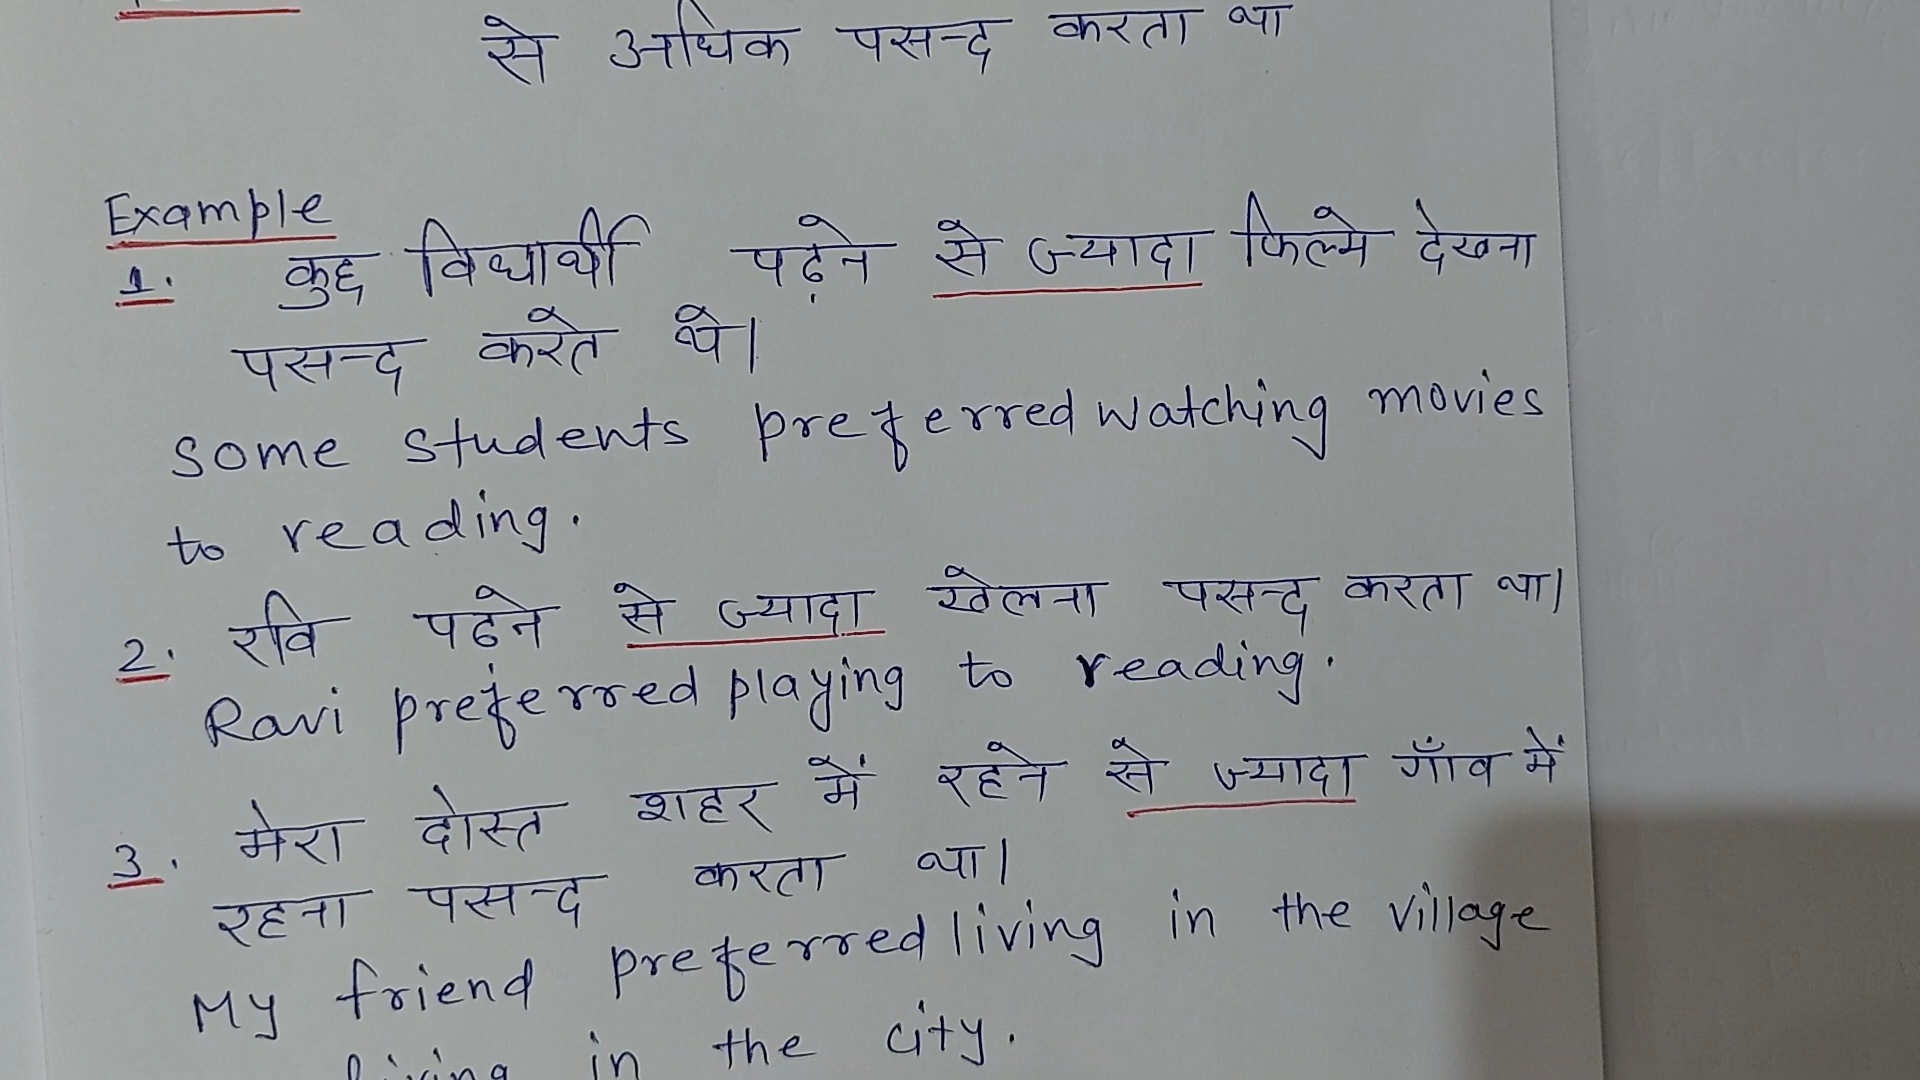 से अधिक पसन्द करता था
Example
1. कुछ विद्यार्थी पढ़ने से ज्यादा फिल्मे देखना
पसन्द करते थे।
some students preferred watching movies
to reading.
2. रवि पढने से ज्यादा खेलना पसन्द करता था।
Ravi preferred playing to reading.
3. मेरा दोस्त शहर में रहने से ज्यादा गाँव में
रहना पसन्द करता था।
My friend preferred living in the village
living in the city.